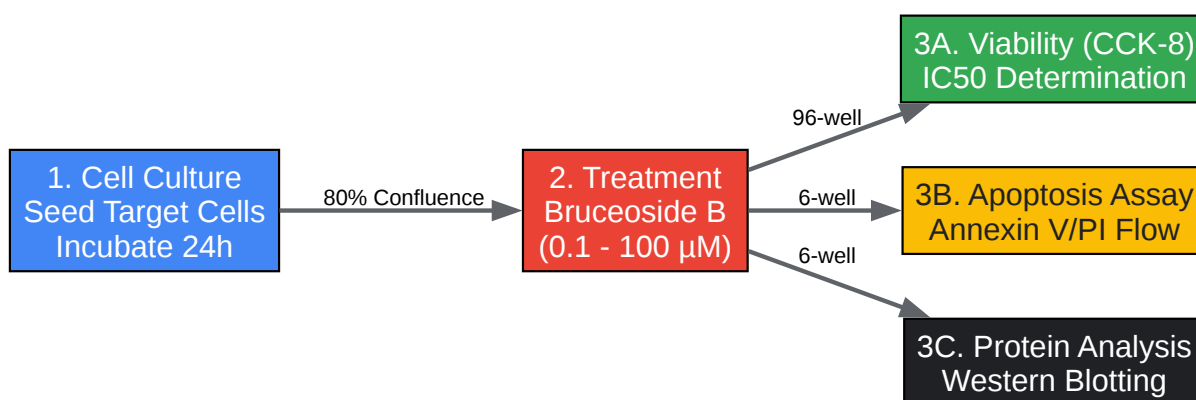 1. Cell Culture
Seed Target Cells
Incubate 24h
80% Confluence
2. Treatment
Bruceoside B
(0.1 - 100 µM)
96-well
6-well
6-well
3A. Viability (CCK-8)
IC50 Determination
3B. Apoptosis Assay
Annexin V/PI Flow
3C. Protein Analysis
Western Blotting